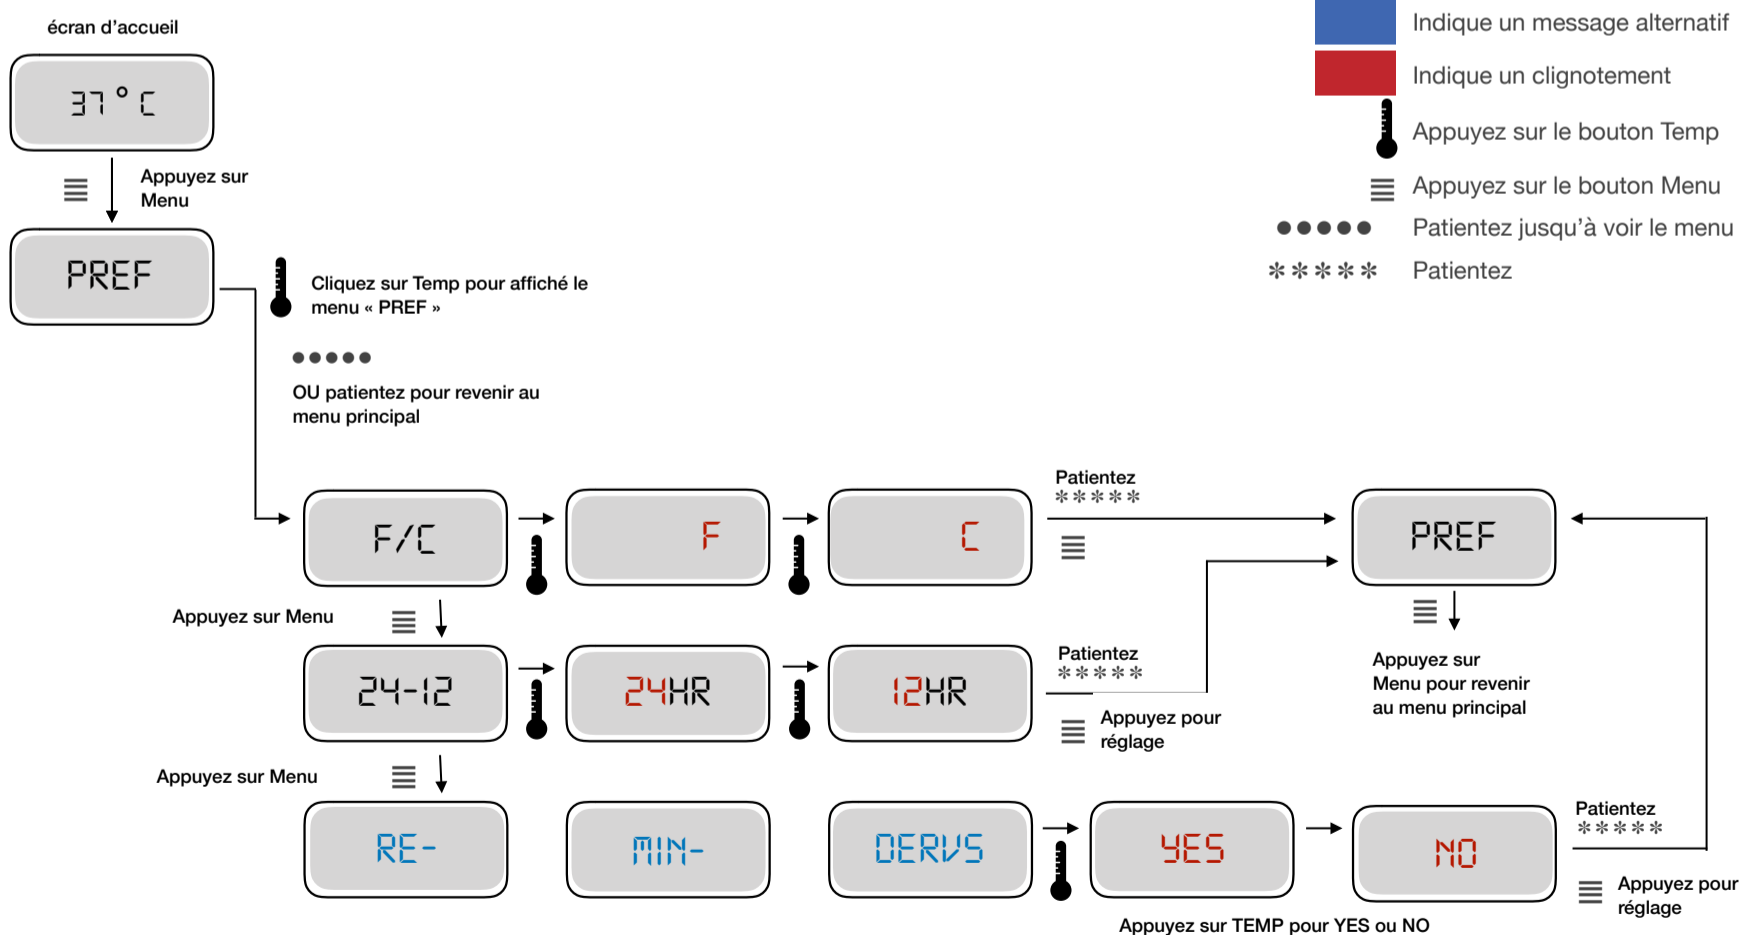 écran d'accueil
37°C
Appuyez sur
Menu
PREF
Cliquez sur Temp pour affiché le
menu « PREF »
OU patientez pour revenir au
menu principal
Indique un message alternatif
Indique un clignotement
Appuyez sur le bouton Temp
Appuyez sur le bouton Menu
Patientez jusqu'à voir le menu
***** Patientez
F/C
F
C
Patientez
*****
PREF
Appuyez sur Menu
24-12
24HR
12HR
Patientez
*****
Appuyez pour
réglage
Appuyez sur
Menu pour revenir
au menu principal
Appuyez sur Menu
RE-
MIN-
DERVS
YES
NO
Patientez
*****
Appuyez pour
réglage
Appuyez sur TEMP pour YES ou NO